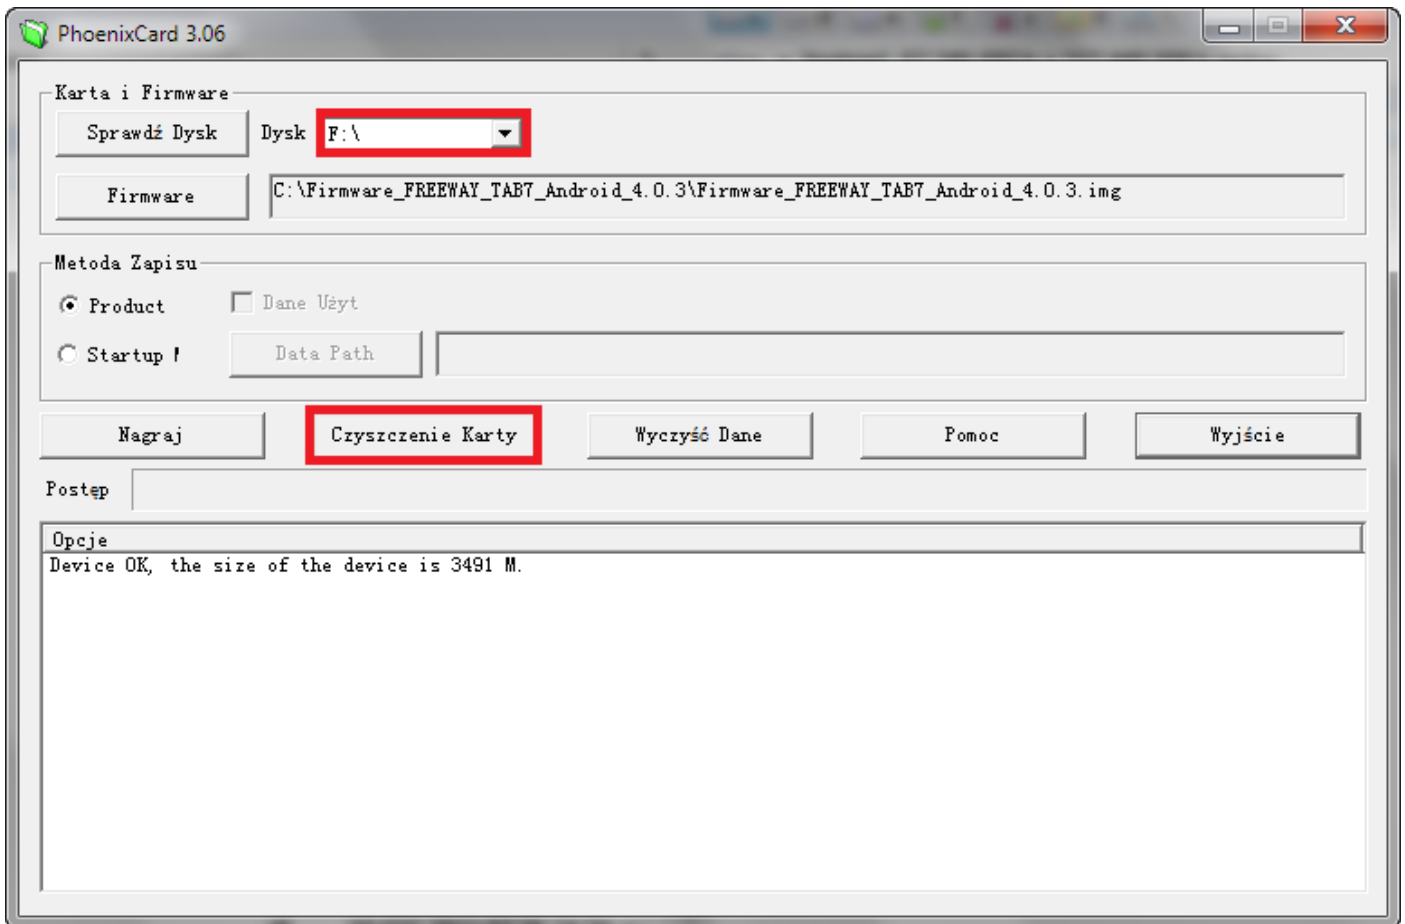 PhoenixCard 3.06
Karta i Firmware
Sprawdź Dysk Dysk F:\
Firmware C:\Firmware_FREEWAY_TAB7_Android_4.0.3\Firmware_FREEWAY_TAB7_Android_4.0.3.img
Metoda Zapisu
Product Dane Użyt
Startup Data Path
Nagraj Czyszczenie Karty Wyczyść Dane Pomoc Wyjście
Postęp
Opcje
Device OK, the size of the device is 3491 M.